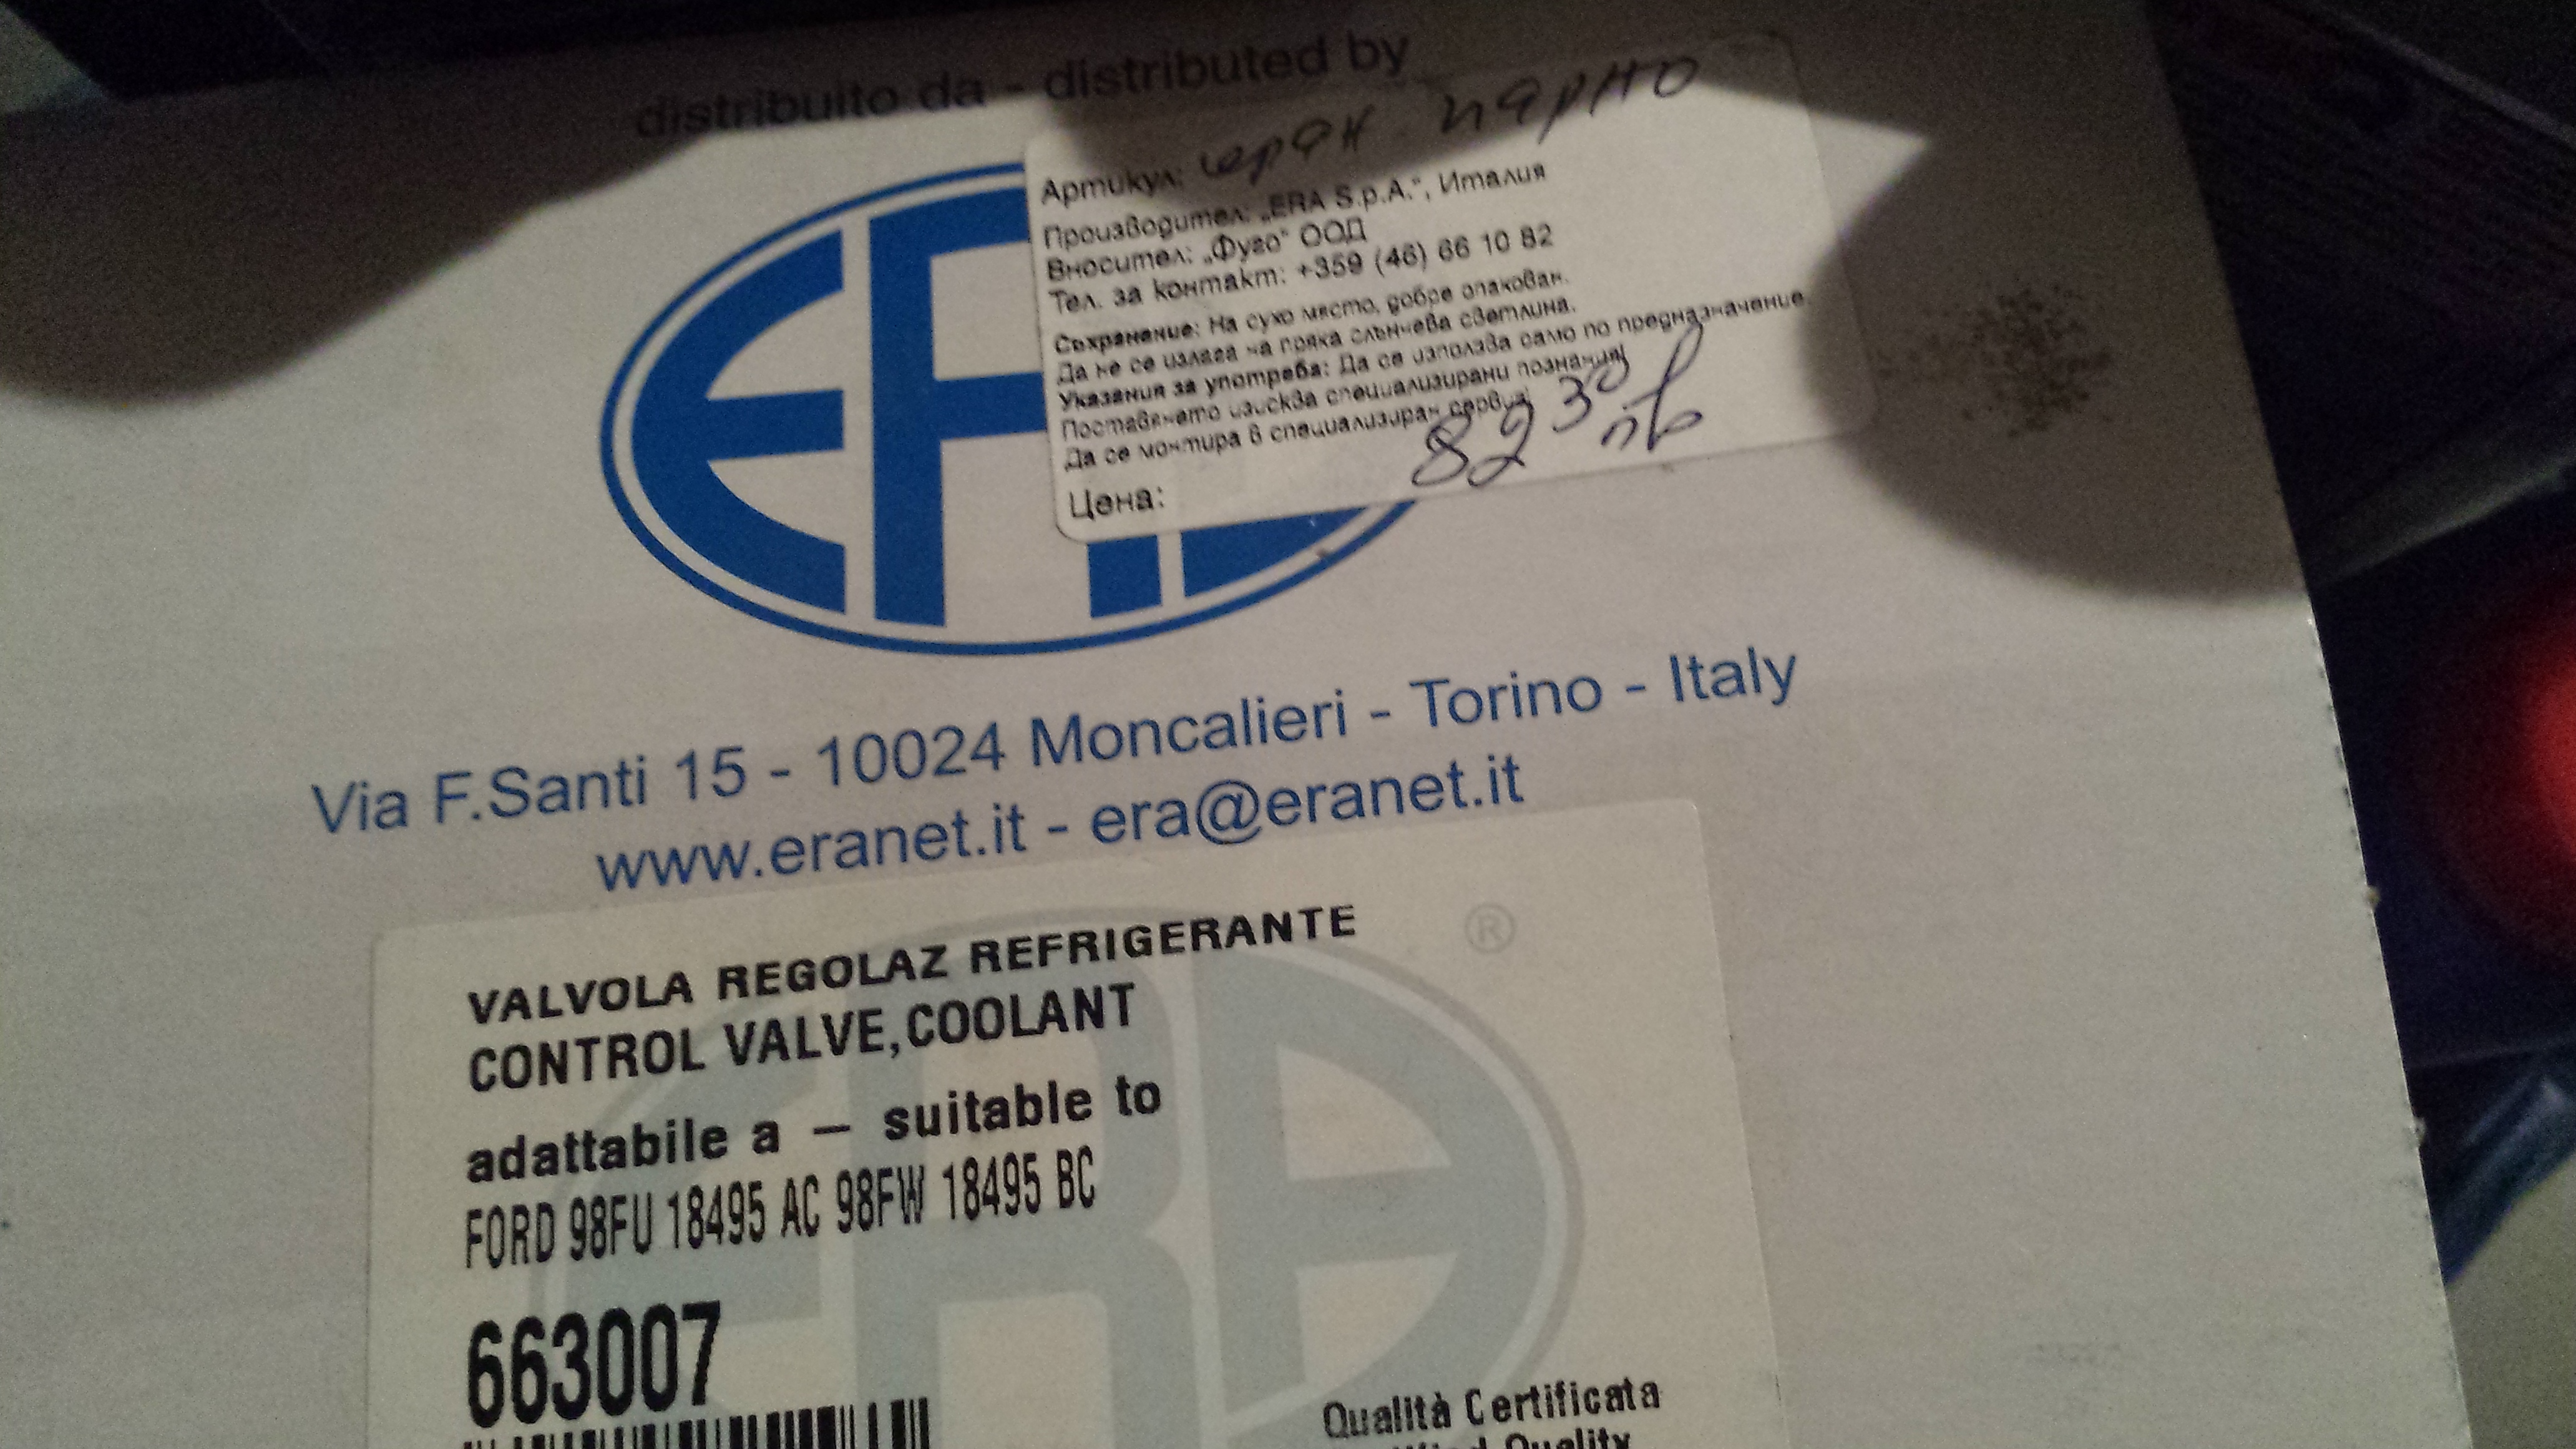 distribuito da - distributed by
Артикул: кран парно
Производител: „ERA S.p.A.", Италия
Вносител: „Фуго" ООД
Тел. за контакт: +359 (46) 66 10 82
Съхранение: На сухо място, добре опакован.
Да не се излага на пряка слънчева светлина.
Указания за употреба: Да се използва само по предназначение.
Поставянето изисква специализирани познания!
Да се монтира в специализиран сервиз!
Цена: 82 30 лв
Via F.Santi 15 - 10024 Moncalieri - Torino - Italy
www.eranet.it - era@eranet.it
VALVOLA REGOLAZ REFRIGERANTE
CONTROL VALVE,COOLANT
adattabile a – suitable to
FORD 98FU 18495 AC 98FW 18495 BC
663007
Qualità Certificata
Quality